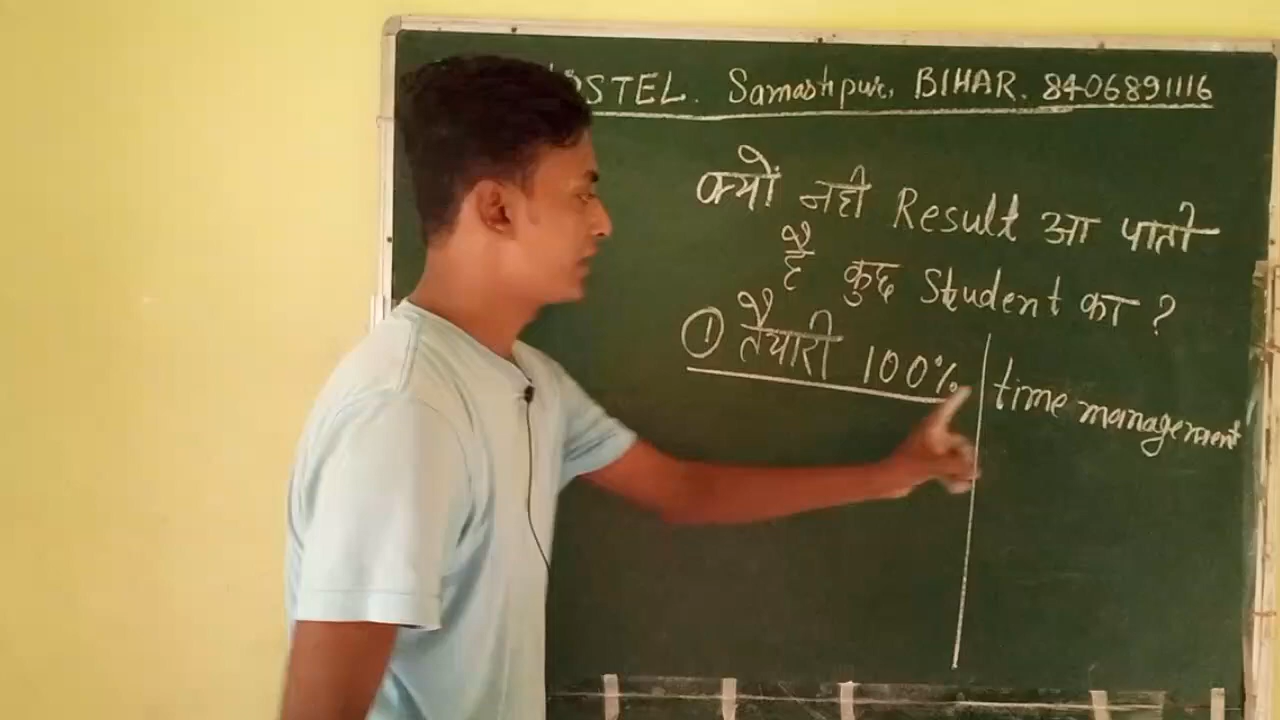 OSTEL. Samastipur, BIHAR. 8406891116
क्यों नही Result आ पाती
है कुछ Student का ?
① तैयारी 100%
time management